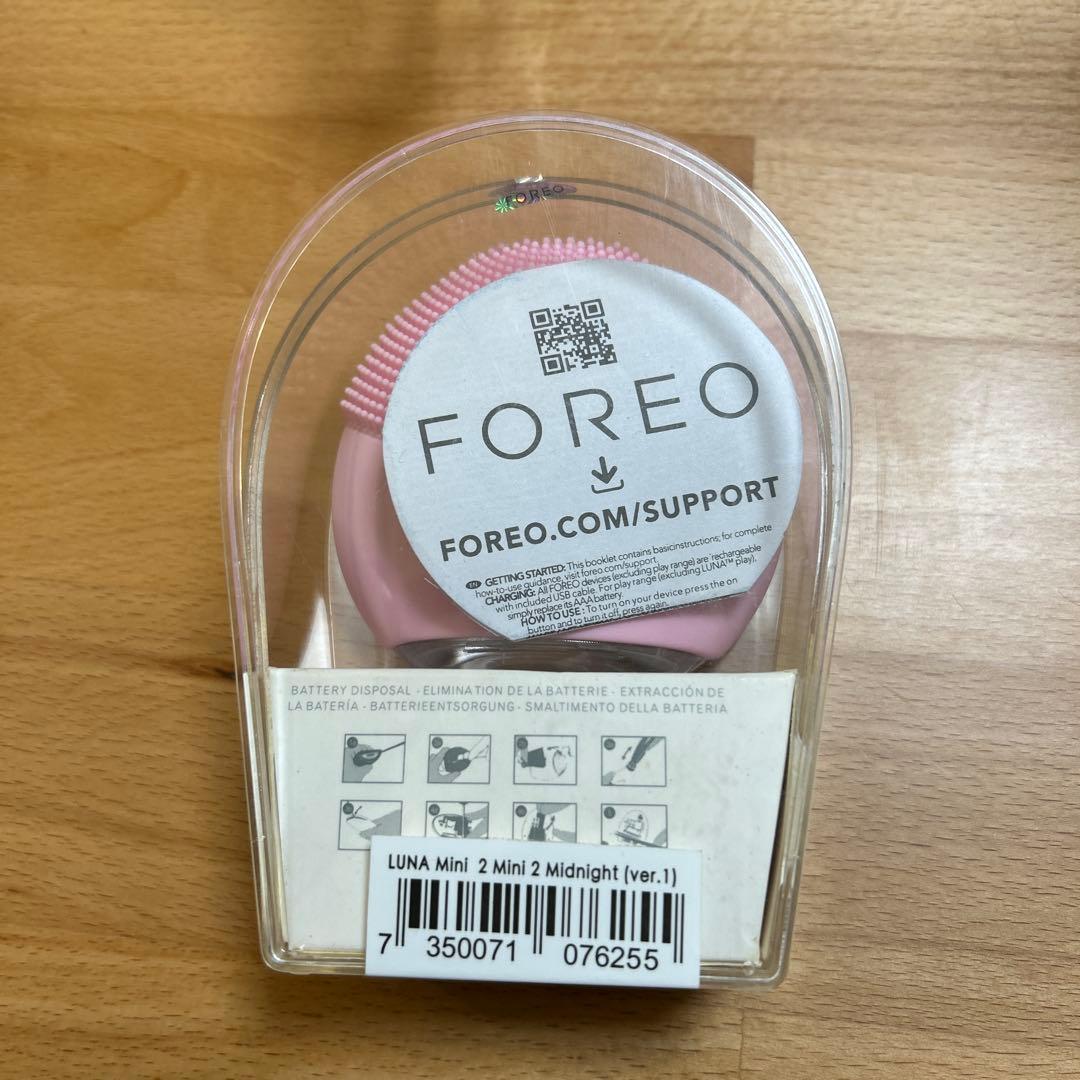 FOREO
FOREO
FOREO.COM/SUPPORT
EN GETTING STARTED: This booklet contains basicinstructions; for complete
how-to-use guidance, visit foreo.com/support.
CHARGING: All FOREO devices (excluding play range) are rechargeable
with included USB cable. For play range (excluding LUNA™ play),
simply replace its AAA battery.
HOW TO USE : To turn on your device press the on
button and to turn it off, press again.
BATTERY DISPOSAL - ELIMINATION DE LA BATTERIE - EXTRACCIÓN DE
LA BATERÍA - BATTERIEENTSORGUNG - SMALTIMENTO DELLA BATTERIA
LUNA Mini 2 Mini 2 Midnight (ver.1)
7 350071 076255